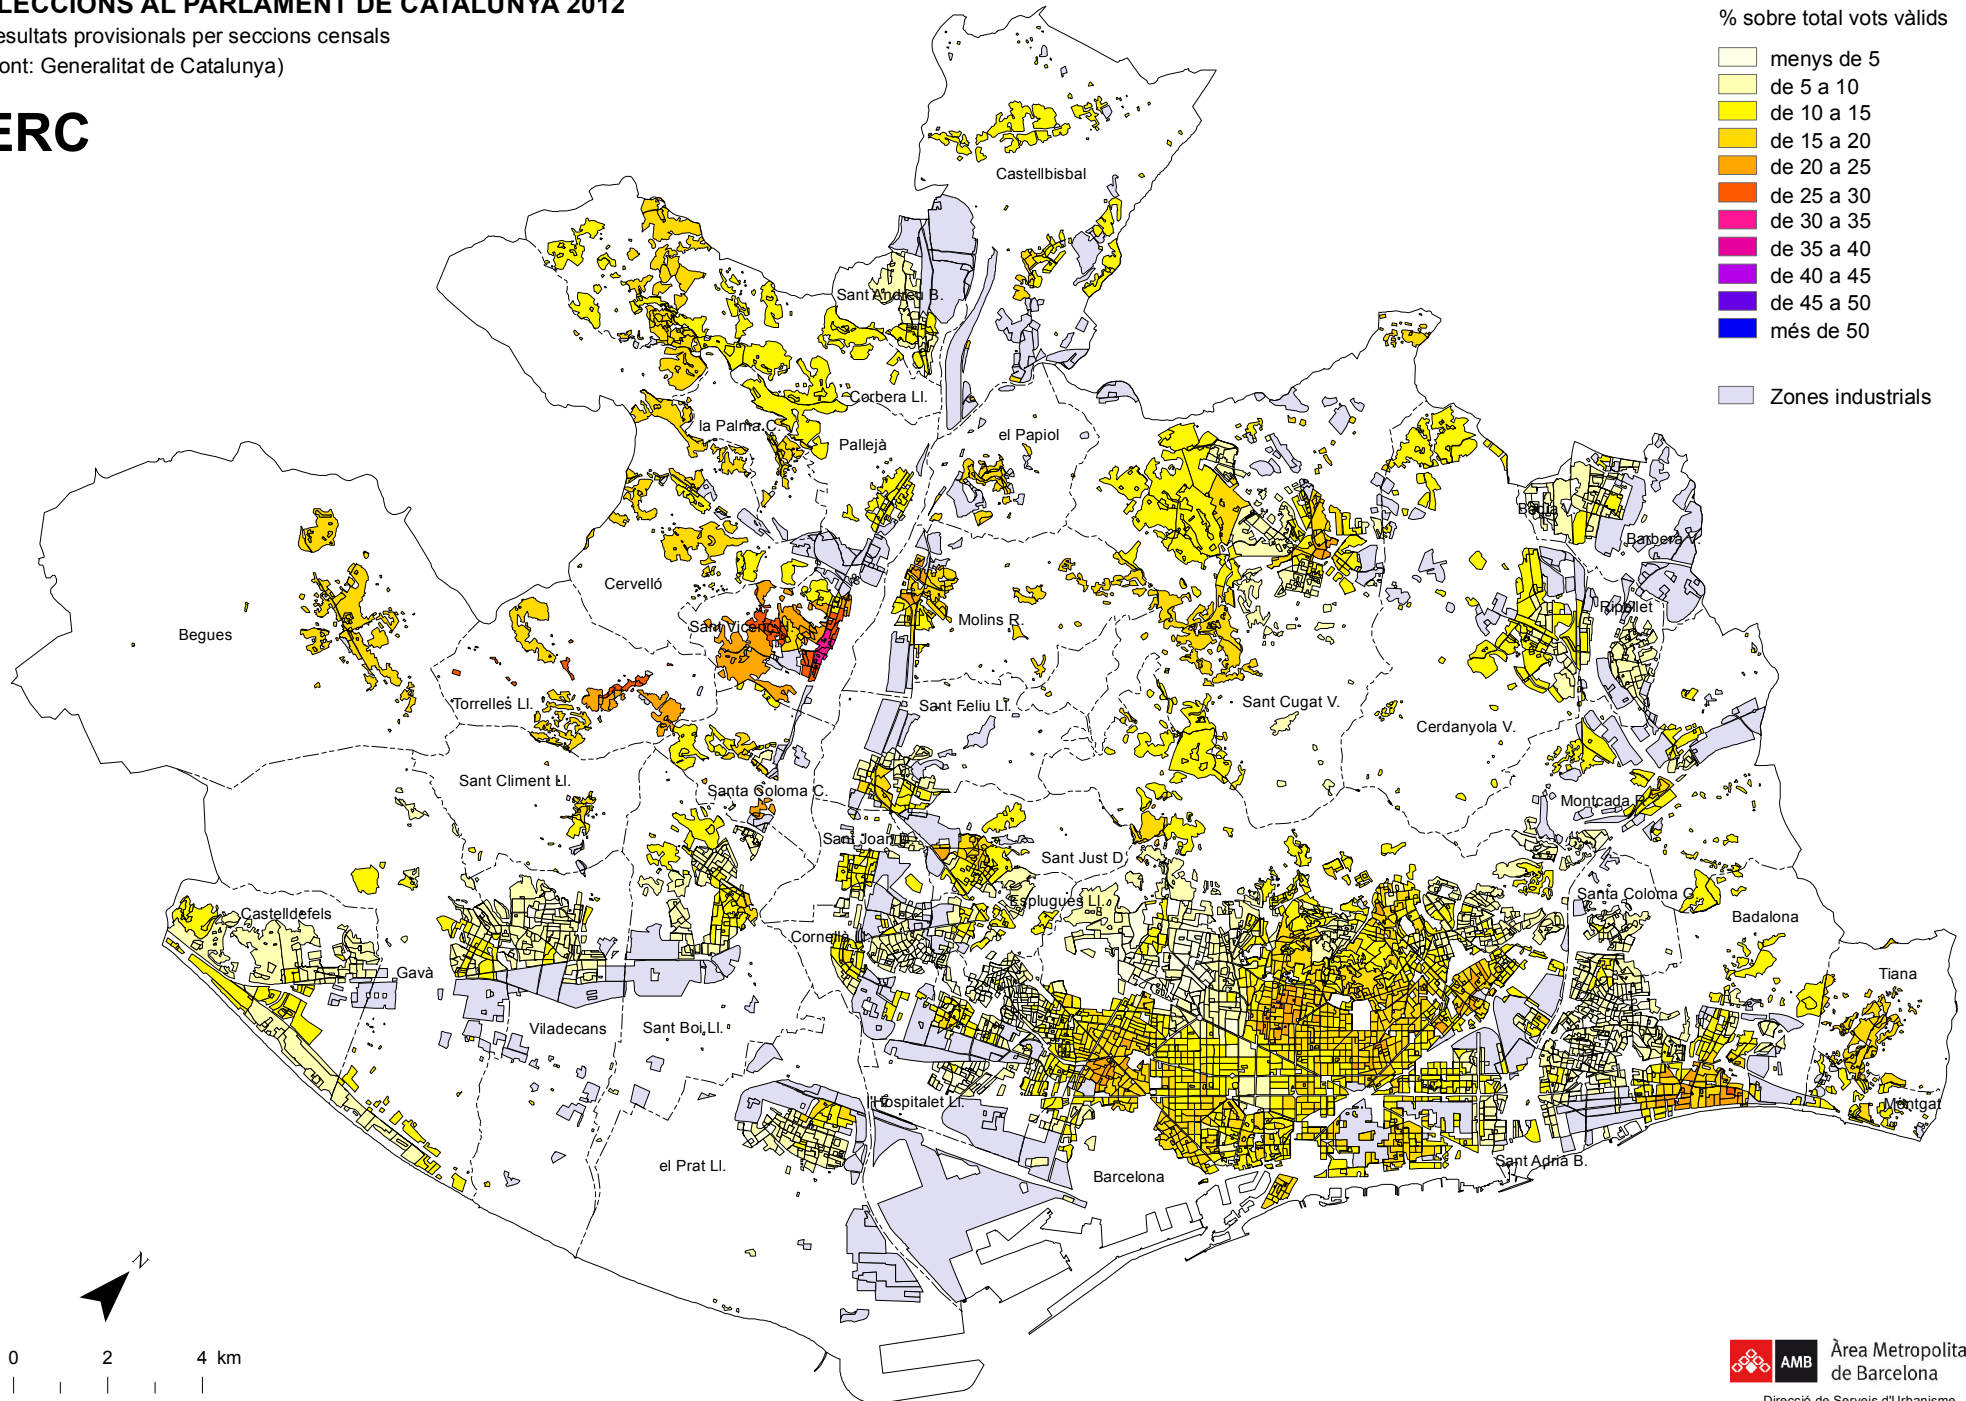 LECCIONS AL PARLAMENT DE CATALUNYA 2012
esultats provisionals per seccions censals
ont: Generalitat de Catalunya)
ERC
% sobre total vots vàlids
menys de 5
de 5 a 10
de 10 a 15
de 15 a 20
de 20 a 25
de 25 a 30
de 30 a 35
de 35 a 40
de 40 a 45
de 45 a 50
més de 50
Zones industrials
Castellbisbal
Sant Andreu B.
Corbera Ll.
la Palma C.
Pallejà
el Papiol
Badia V.
Barberà V.
Cervelló
Begues
Sant Vicenç
Molins R.
Ripollet
Torrelles Ll.
Sant Feliu Ll.
Sant Cugat V.
Cerdanyola V.
Sant Climent Ll.
Santa Coloma C.
Montcada R.
Sant Joan D.
Sant Just D.
Esplugues Ll.
Santa Coloma G.
Castelldefels
Badalona
Cornellà Ll.
Gavà
Tiana
Viladecans
Sant Boi Ll.
l'Hospitalet Ll.
Montgat
el Prat Ll.
Barcelona
Sant Adrià B.
N
0 2 4 km
AMB
Àrea Metropolita
de Barcelona
Direcció de Serveis d'Urbanisme